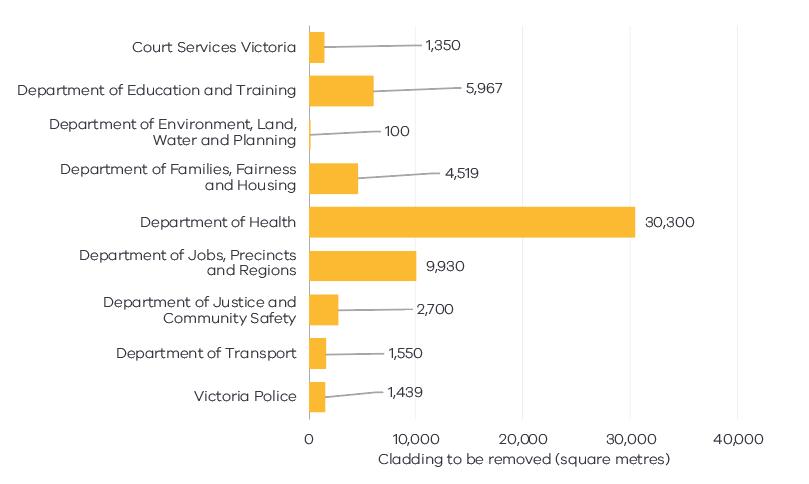 Court Services Victoria
1,350
Department of Education and Training
5,967
Department of Environment, Land,
Water and Planning
100
Department of Families, Fairness
and Housing
4,519
Department of Health
30,300
Department of Jobs, Precincts
and Regions
9,930
Department of Justice and
Community Safety
2,700
Department of Transport
1,550
Victoria Police
1,439
0
10,000
20,000
30,000
40,000
Cladding to be removed (square metres)